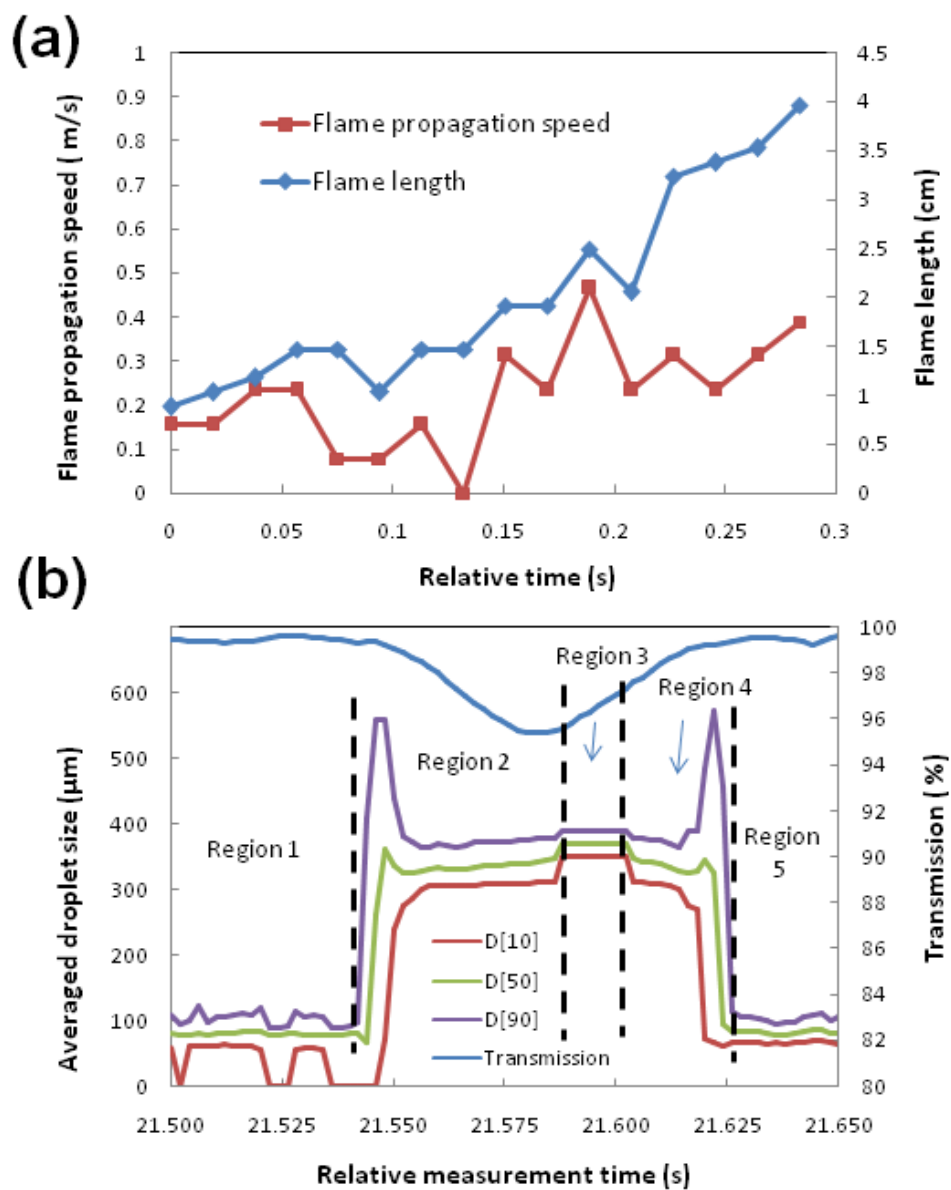 (a)
1
0.9
0.8
0.7
0.6
0.5
0.4
0.3
0.2
0.1
0
Flame propagation speed ( m/s)
Flame propagation speed
Flame length
4.5
4
3.5
3
2.5
2
1.5
1
0.5
0
Flame length (cm)
0 0.05 0.1 0.15 0.2 0.25 0.3
Relative time (s)
(b)
600
500
400
300
200
100
0
Averaged droplet size (μm)
Region 1
Region 2
Region 3
Region 4
Region 5
D[10]
D[50]
D[90]
Transmission
100
98
96
94
92
90
88
86
84
82
80
Transmission ( %)
21.500 21.525 21.550 21.575 21.600 21.625 21.650
Relative measurement time (s)